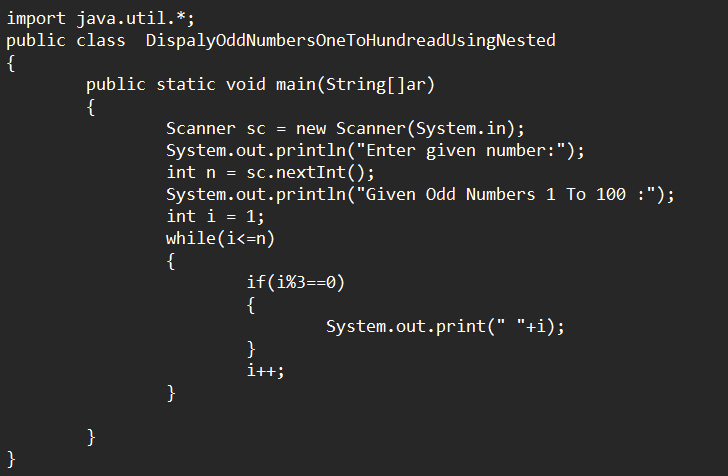 import java.util.*;
public class  DispalyOddNumbersOneToHundreadUsingNested
{
        public static void main(String[]ar)
        {
                Scanner sc = new Scanner(System.in);
                System.out.println("Enter given number:");
                int n = sc.nextInt();
                System.out.println("Given Odd Numbers 1 To 100 :");
                int i = 1;
                while(i<=n)
                {
                        if(i%3==0)
                        {
                                System.out.print(" "+i);
                        }
                        i++;
                }

        }
}